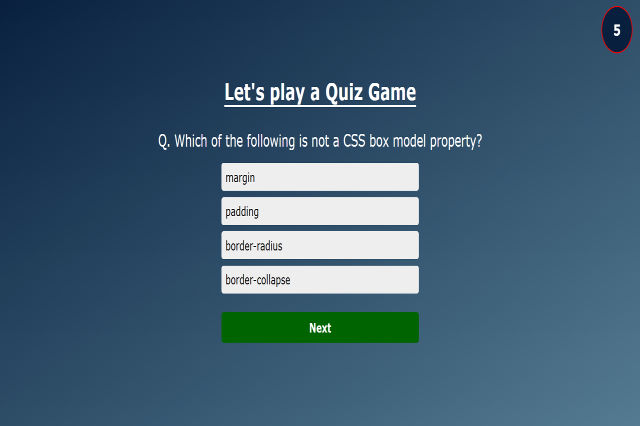 5
Let's play a Quiz Game
Q. Which of the following is not a CSS box model property?
margin
padding
border-radius
border-collapse
Next